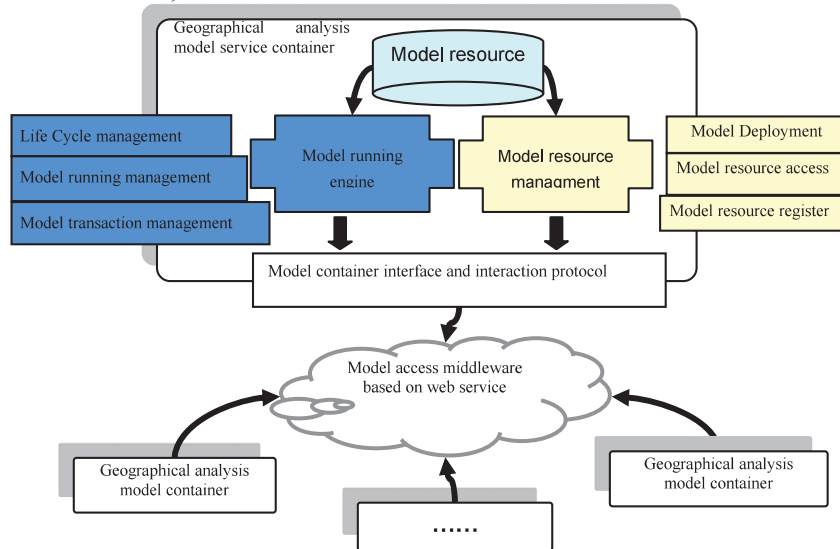 Geographical analysis
model service container
Model resource
Life Cycle management
Model running management
Model transaction management
Model running
engine
Model resource
managment
Model Deployment
Model resource access
Model resource register
Model container interface and interaction protocol
Model access middleware
based on web service
Geographical analysis
model container
Geographical analysis
model container
......